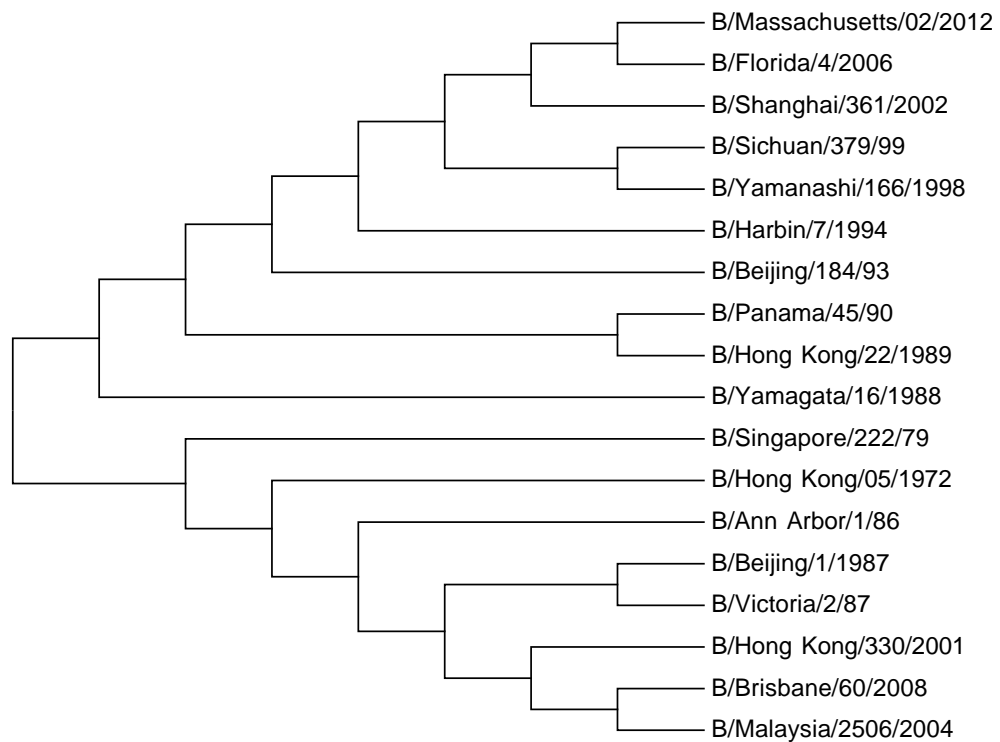 B/Massachusetts/02/2012
B/Florida/4/2006
B/Shanghai/361/2002
B/Sichuan/379/99
B/Yamanashi/166/1998
B/Harbin/7/1994
B/Beijing/184/93
B/Panama/45/90
B/Hong Kong/22/1989
B/Yamagata/16/1988
B/Singapore/222/79
B/Hong Kong/05/1972
B/Ann Arbor/1/86
B/Beijing/1/1987
B/Victoria/2/87
B/Hong Kong/330/2001
B/Brisbane/60/2008
B/Malaysia/2506/2004